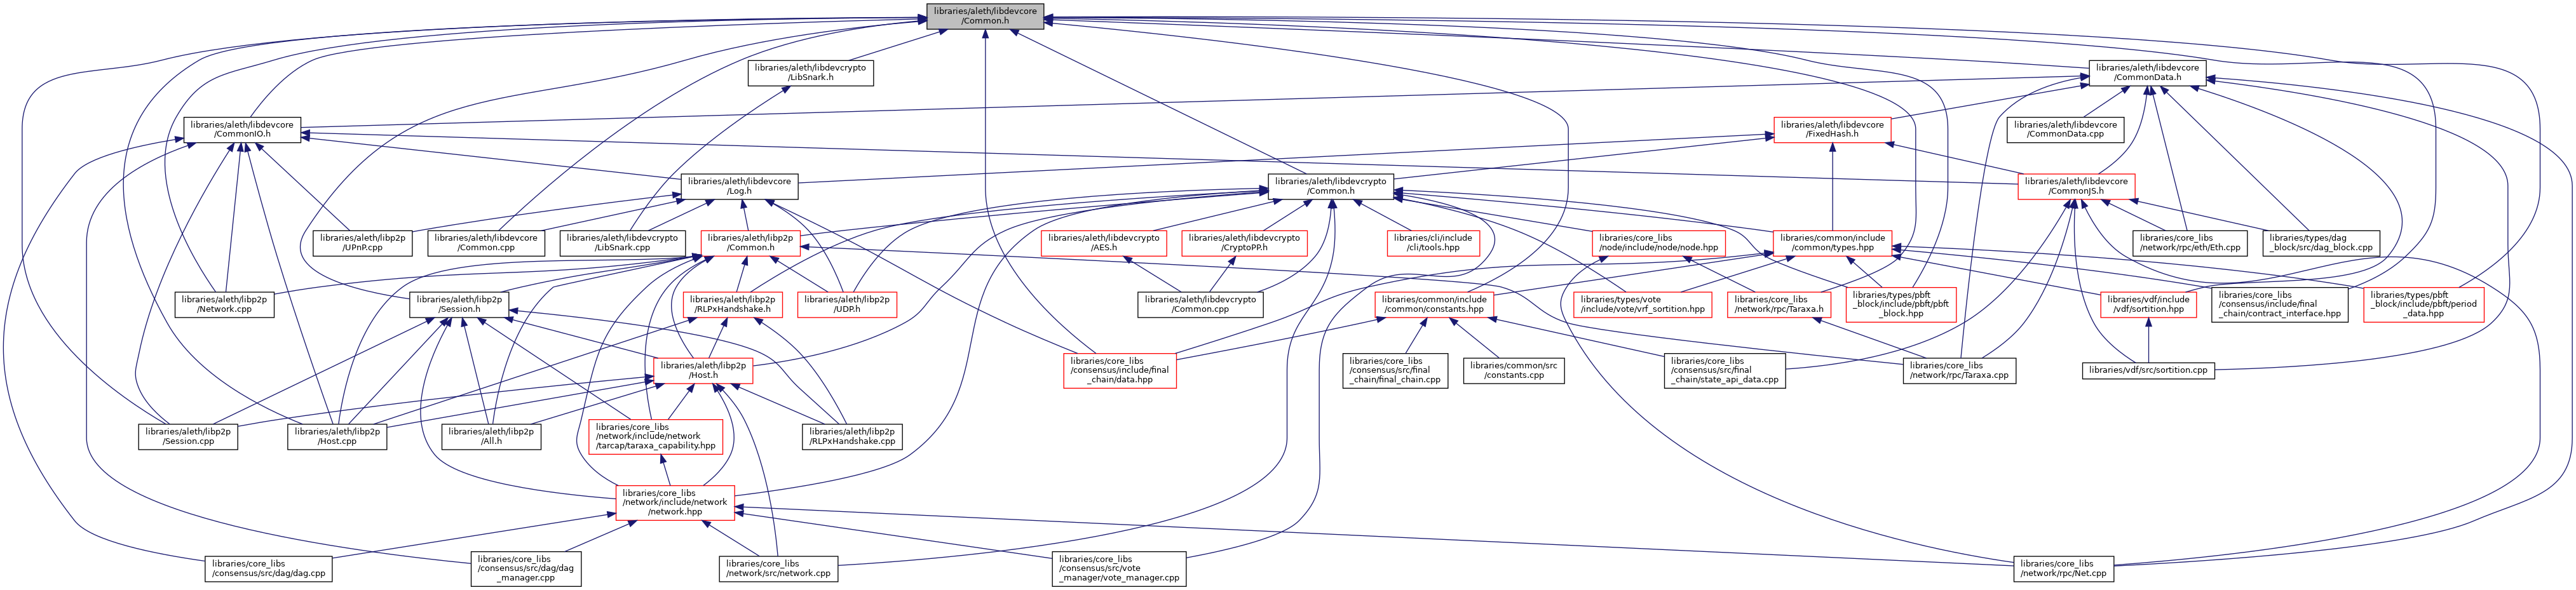 libraries/aleth/libdevcore
/Common.h
libraries/aleth/libdevcrypto
/LibSnark.h
libraries/aleth/libdevcore
/CommonData.h
libraries/aleth/libdevcore
/CommonIO.h
libraries/aleth/libdevcore
/FixedHash.h
libraries/aleth/libdevcore
/CommonData.cpp
libraries/aleth/libdevcore
/Log.h
libraries/aleth/libdevcrypto
/Common.h
libraries/aleth/libdevcore
/CommonJS.h
libraries/aleth/libp2p
/UPnP.cpp
libraries/aleth/libdevcore
/Common.cpp
libraries/aleth/libdevcrypto
/LibSnark.cpp
libraries/aleth/libp2p
/Common.h
libraries/aleth/libdevcrypto
/AES.h
libraries/aleth/libdevcrypto
/CryptoPP.h
libraries/cli/include
/cli/tools.hpp
libraries/core_libs
/node/include/node/node.hpp
libraries/common/include
/common/types.hpp
libraries/core_libs
/network/rpc/eth/Eth.cpp
libraries/types/dag
_block/src/dag_block.cpp
libraries/aleth/libp2p
/Network.cpp
libraries/aleth/libp2p
/Session.h
libraries/aleth/libp2p
/RLPxHandshake.h
libraries/aleth/libp2p
/UDP.h
libraries/aleth/libdevcrypto
/Common.cpp
libraries/common/include
/common/constants.hpp
libraries/types/vote
/include/vote/vrf_sortition.hpp
libraries/core_libs
/network/rpc/Taraxa.h
libraries/types/pbft
_block/include/pbft/pbft
_block.hpp
libraries/vdf/include
/vdf/sortition.hpp
libraries/core_libs
/consensus/include/final
_chain/contract_interface.hpp
libraries/types/pbft
_block/include/pbft/period
_data.hpp
libraries/aleth/libp2p
/Host.h
libraries/core_libs
/consensus/include/final
_chain/data.hpp
libraries/core_libs
/consensus/src/final
_chain/final_chain.cpp
libraries/common/src
/constants.cpp
libraries/core_libs
/consensus/src/final
_chain/state_api_data.cpp
libraries/core_libs
/network/rpc/Taraxa.cpp
libraries/vdf/src/sortition.cpp
libraries/aleth/libp2p
/Session.cpp
libraries/aleth/libp2p
/Host.cpp
libraries/aleth/libp2p
/All.h
libraries/core_libs
/network/include/network
/tarcap/taraxa_capability.hpp
libraries/aleth/libp2p
/RLPxHandshake.cpp
libraries/core_libs
/network/include/network
/network.hpp
libraries/core_libs
/consensus/src/dag/dag.cpp
libraries/core_libs
/consensus/src/dag/dag
_manager.cpp
libraries/core_libs
/network/src/network.cpp
libraries/core_libs
/consensus/src/vote
_manager/vote_manager.cpp
libraries/core_libs
/network/rpc/Net.cpp